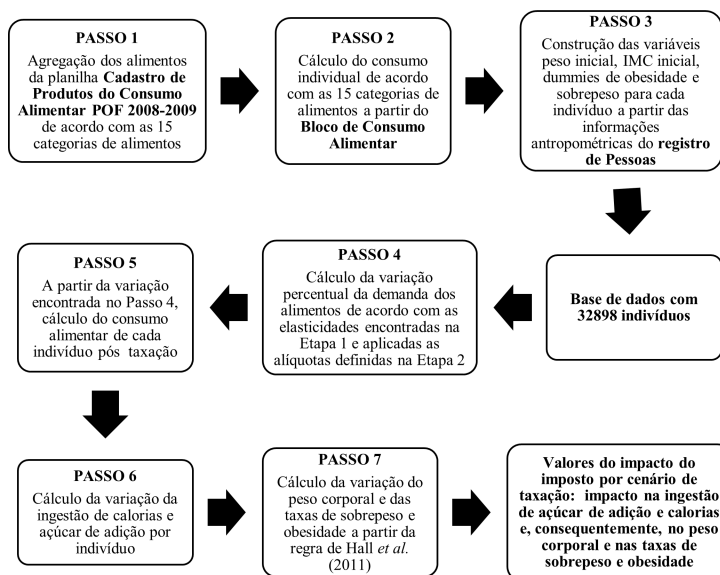 PASSO 1
Agregação dos alimentos
da planilha Cadastro de
Produtos do Consumo
Alimentar POF 2008-2009
de acordo com as 15
categorias de alimentos
PASSO 2
Cálculo do consumo
individual de acordo
com as 15 categorias de
alimentos a partir do
Bloco de Consumo
Alimentar
PASSO 3
Construção das variáveis
peso inicial, IMC inicial,
dummies de obesidade e
sobrepeso para cada
indivíduo a partir das
informações
antropométricas do registro
de Pessoas
Base de dados com
32898 indivíduos
PASSO 4
Cálculo da variação
percentual da demanda dos
alimentos de acordo com as
elasticidades encontradas na
Etapa 1 e aplicadas as
alíquotas definidas na Etapa 2
PASSO 5
A partir da variação
encontrada no Passo 4,
cálculo do consumo
alimentar de cada
indivíduo pós taxação
PASSO 6
Cálculo da variação da
ingestão de calorias e
açúcar de adição por
indivíduo
PASSO 7
Cálculo da variação do
peso corporal e das
taxas de sobrepeso e
obesidade a partir da
regra de Hall et al.
(2011)
Valores do impacto do
imposto por cenário de
taxação: impacto na ingestão
de açúcar de adição e calorias
e, consequentemente, no peso
corporal e nas taxas de
sobrepeso e obesidade